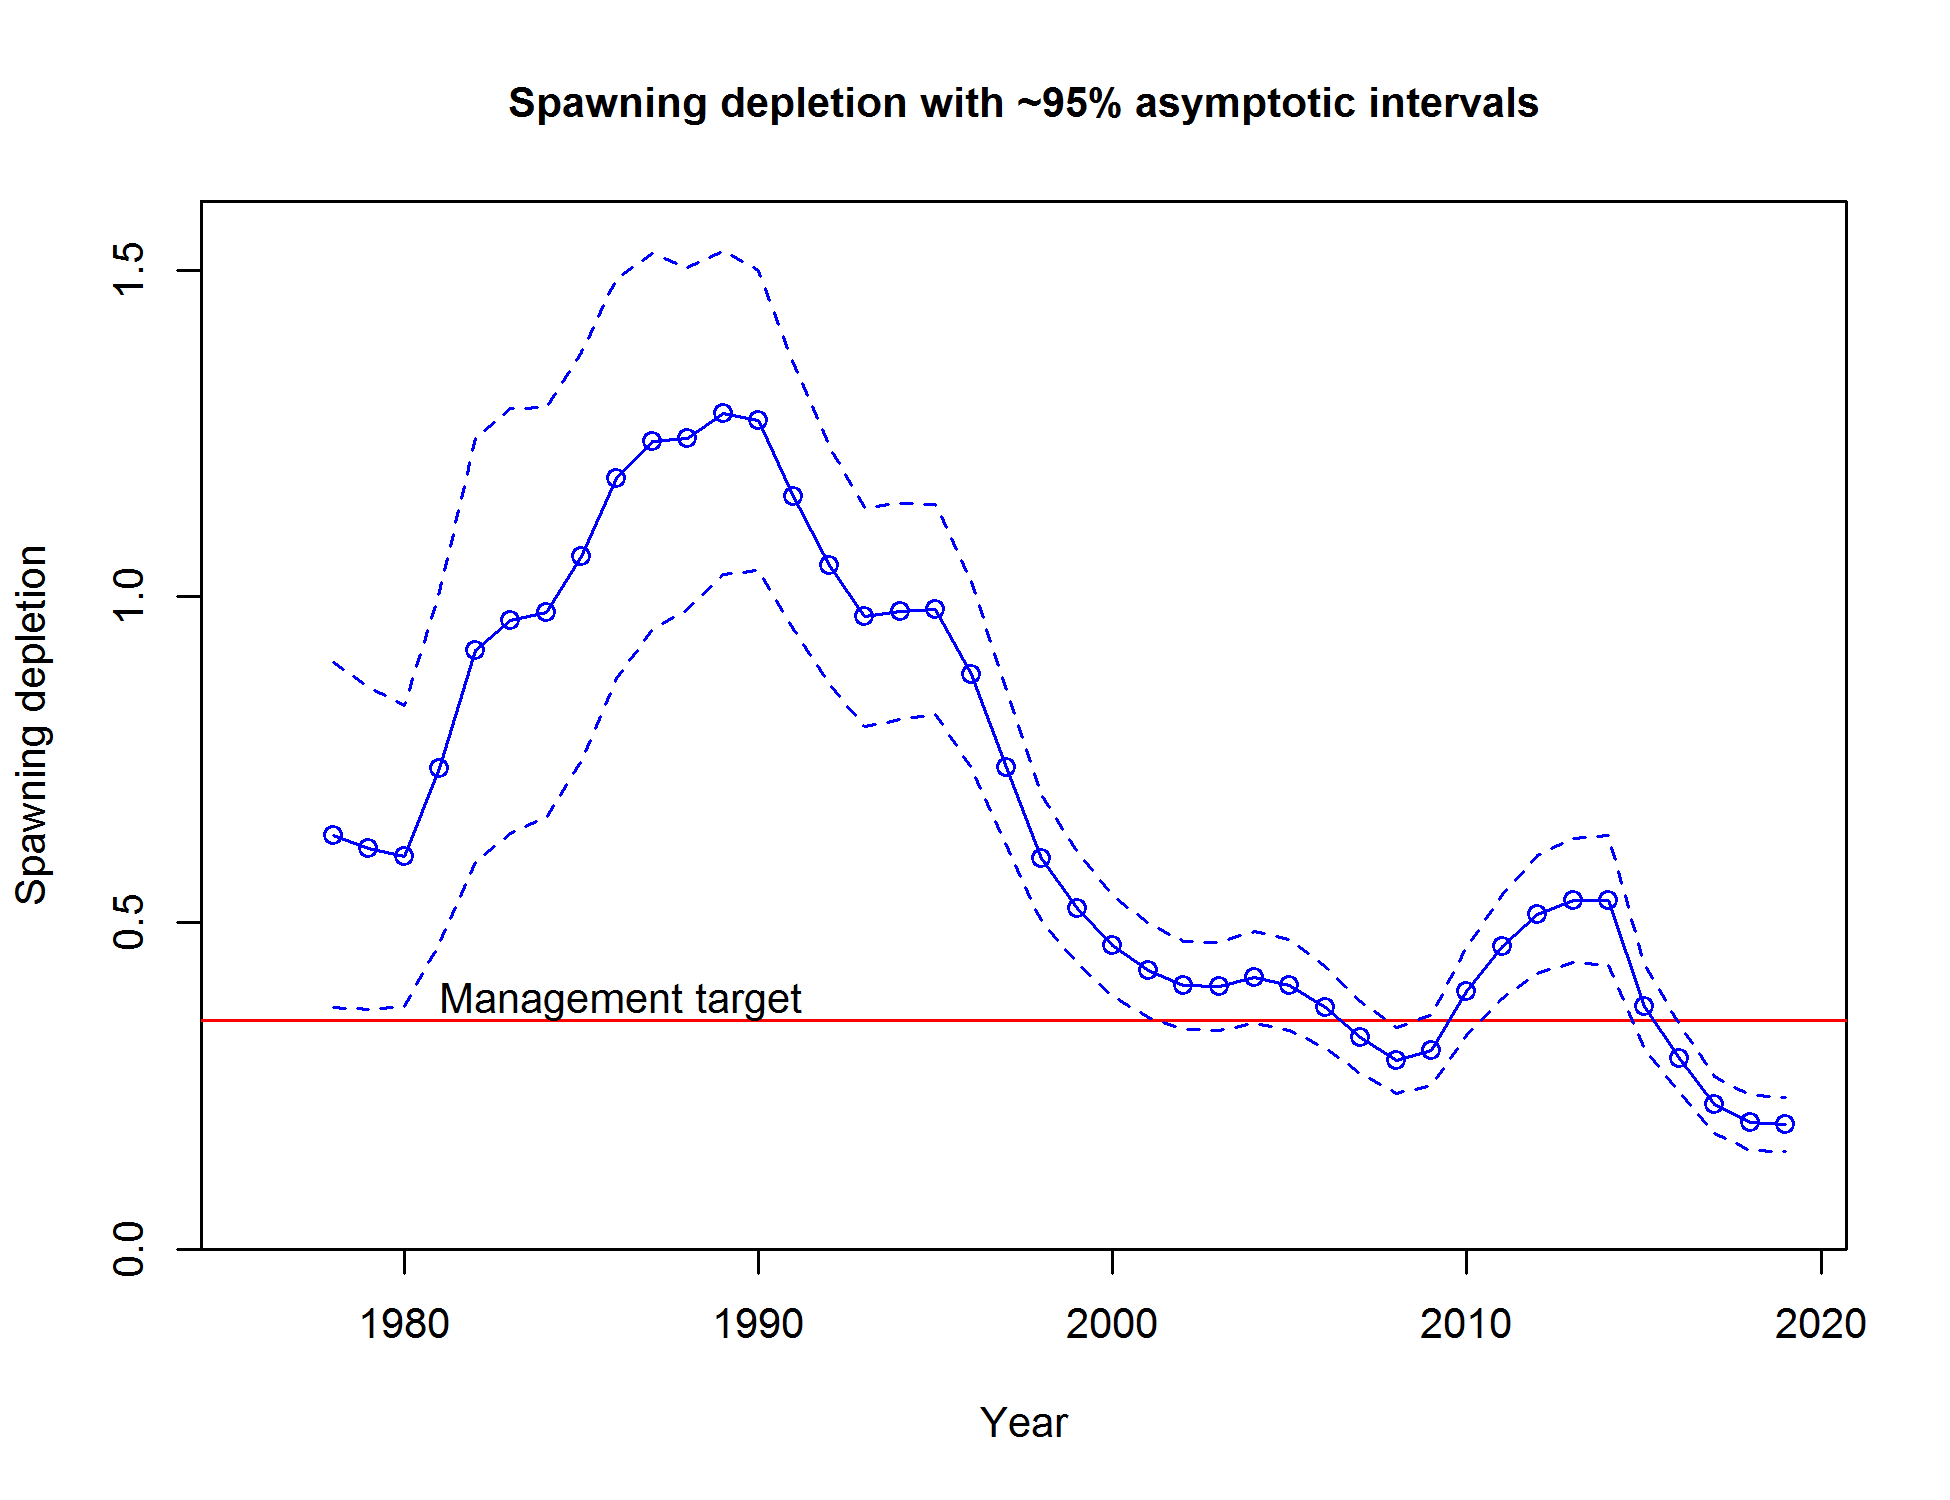 Spawning depletion with ~95% asymptotic intervals
Spawning depletion
1.5
1.0
0.5
0.0
Management target
1980
1990
2000
2010
2020
Year